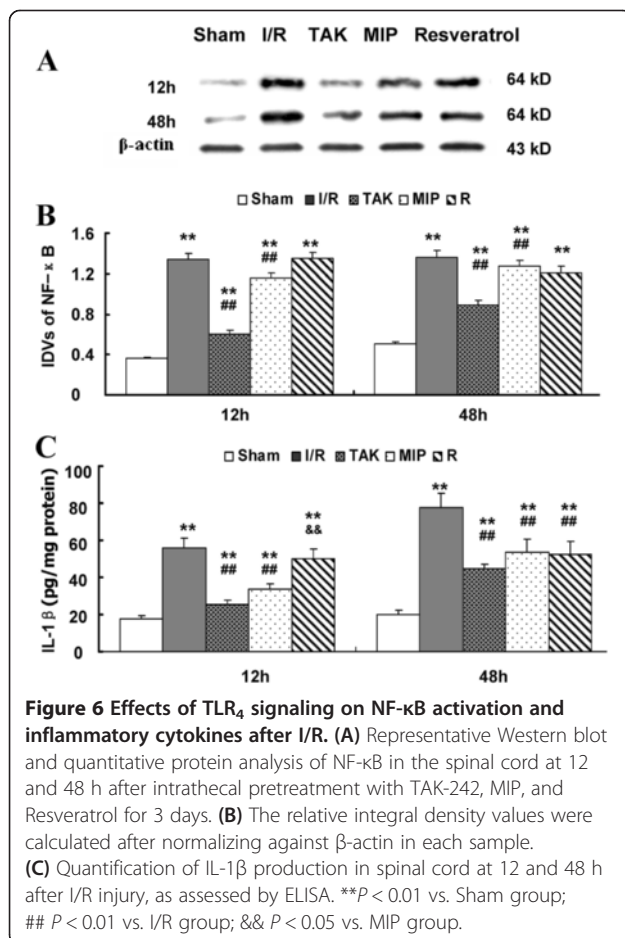 Sham I/R TAK MIP Resveratrol
A
12h 64 kD
48h 64 kD
β-actin 43 kD
B
□Sham ■I/R ▩TAK □MIP ▧R
IDVs of NF-κ B
1.6
1.2
0.8
0.4
0
** ** ## ** ## ** ** ** ## ** ## **
12h 48h
C
□Sham ■I/R ▩TAK □MIP ▧R
IL-1 β (pg/mg protein)
100
80
60
40
20
0
** ** ## ** ## ** && ** ** ## ** ## ** ##
12h 48h
Figure 6 Effects of TLR₄ signaling on NF-κB activation and
inflammatory cytokines after I/R. (A) Representative Western blot
and quantitative protein analysis of NF-κB in the spinal cord at 12
and 48 h after intrathecal pretreatment with TAK-242, MIP, and
Resveratrol for 3 days. (B) The relative integral density values were
calculated after normalizing against β-actin in each sample.
(C) Quantification of IL-1β production in spinal cord at 12 and 48 h
after I/R injury, as assessed by ELISA. **P < 0.01 vs. Sham group;
## P < 0.01 vs. I/R group; && P < 0.05 vs. MIP group.